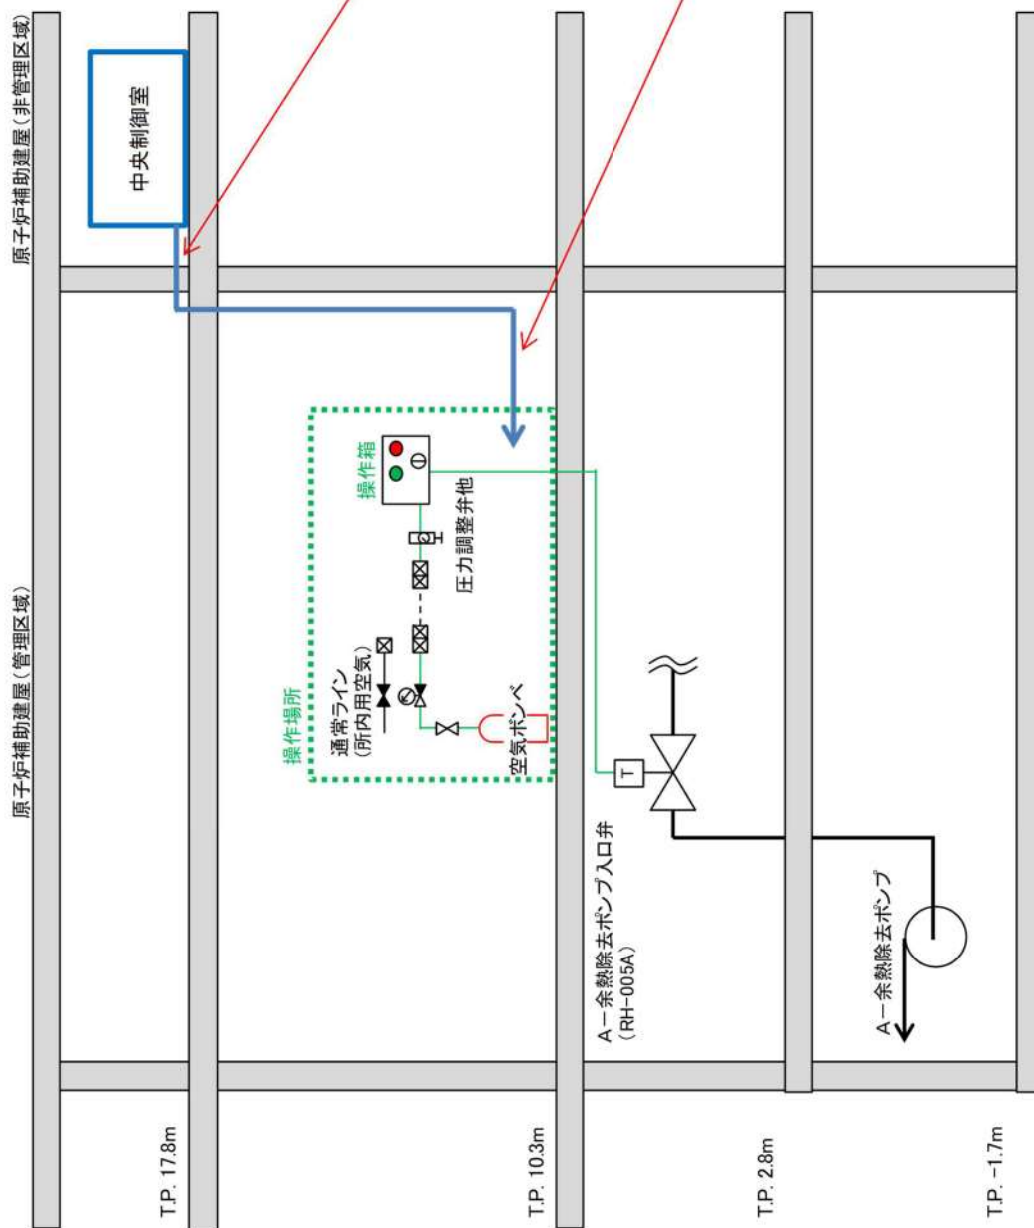 原子炉補助建屋(管理区域)
原子炉補助建屋(非管理区域)
中央制御室
T.P. 17.8m
操作場所
通常ライン
(所内用空気)
操作箱
圧力調整弁他
空気ボンベ
T.P. 10.3m
A-余熱除去ポンプ入口弁
(RH-005A)
T
T.P. 2.8m
A-余熱除去ポンプ
T.P. -1.7m